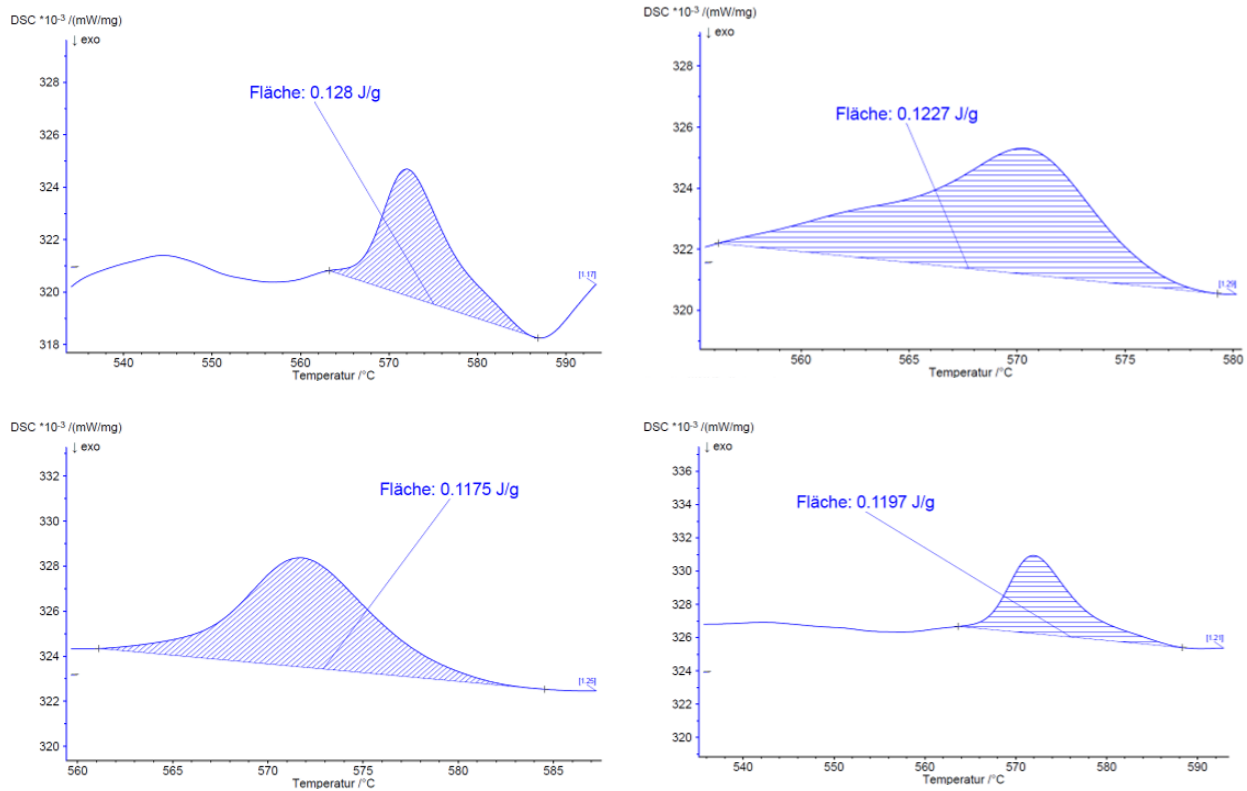 DSC *10-3 /(mW/mg)
↓ exo
328
326
324
322
320
318
Fläche: 0.128 J/g
[1.17]
540 550 560 570 580 590
Temperatur /°C
DSC *10-3 /(mW/mg)
↓ exo
328
326
324
322
320
Fläche: 0.1227 J/g
[1.29]
560 565 570 575 580
Temperatur /°C
DSC *10-3 /(mW/mg)
↓ exo
332
330
328
326
324
322
320
Fläche: 0.1175 J/g
[1.25]
560 565 570 575 580 585
Temperatur /°C
DSC *10-3 /(mW/mg)
↓ exo
336
334
332
330
328
326
324
322
320
Fläche: 0.1197 J/g
[1.21]
540 550 560 570 580 590
Temperatur /°C